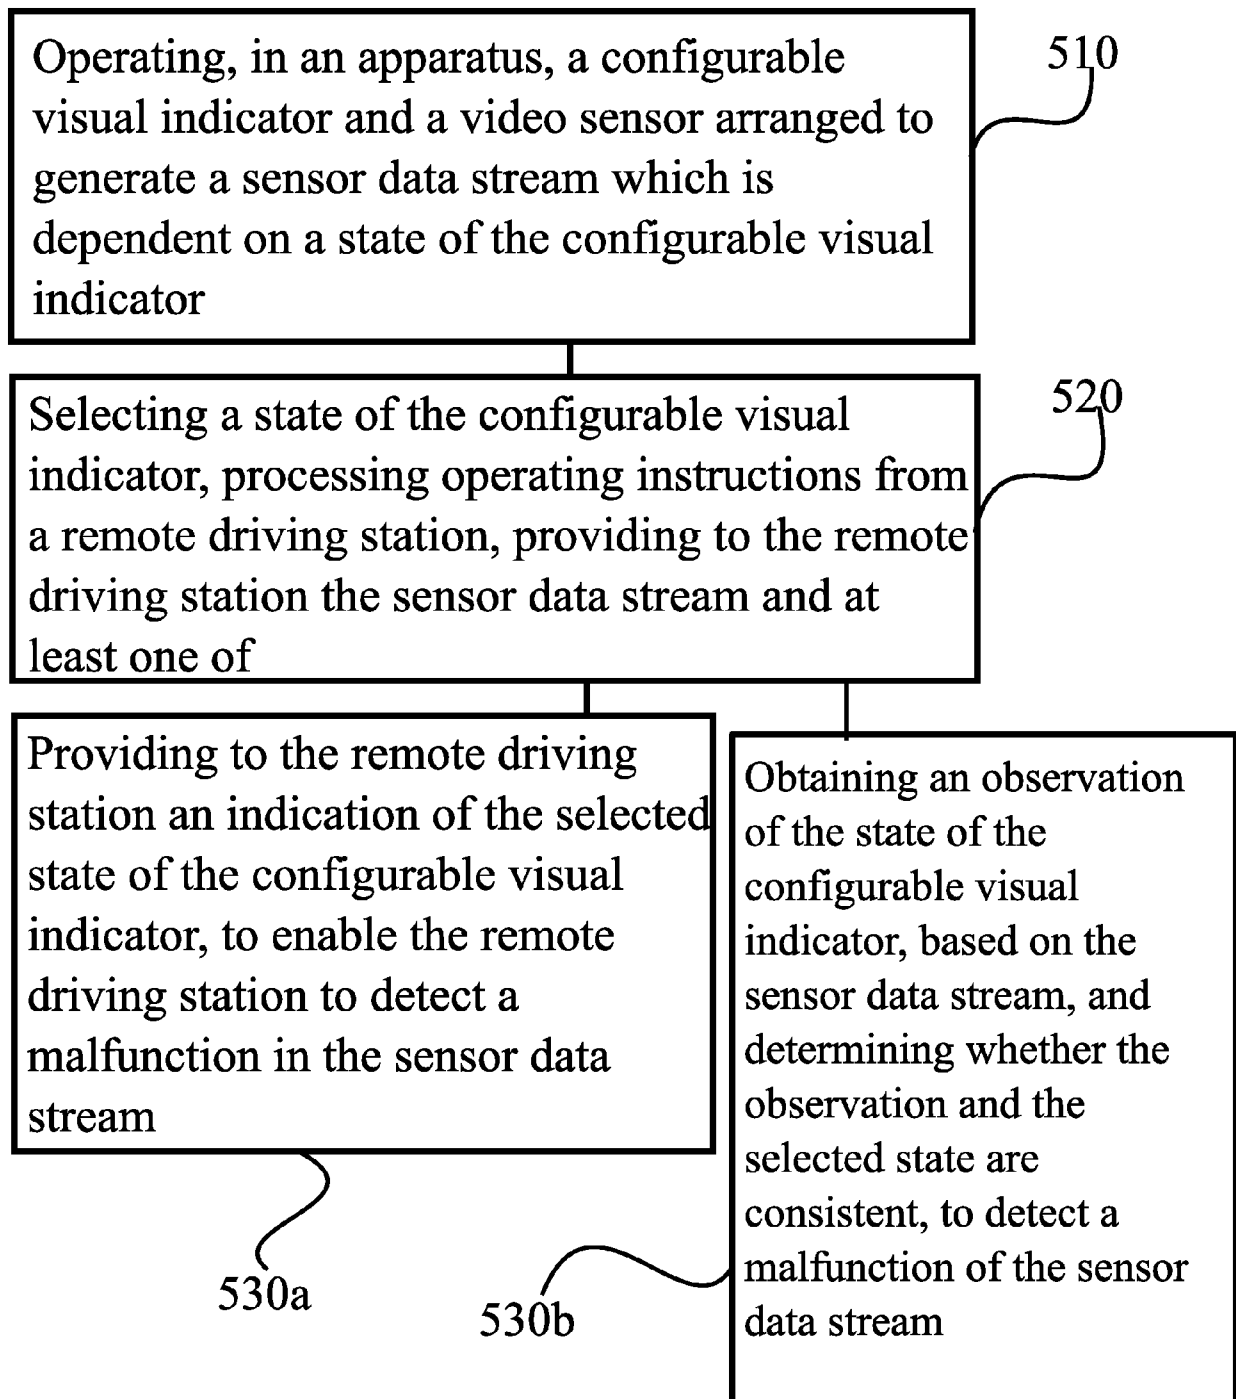 Operating, in an apparatus, a configurable
visual indicator and a video sensor arranged to
generate a sensor data stream which is
dependent on a state of the configurable visual
indicator
510
Selecting a state of the configurable visual
indicator, processing operating instructions from
a remote driving station, providing to the remote
driving station the sensor data stream and at
least one of
520
Providing to the remote driving
station an indication of the selected
state of the configurable visual
indicator, to enable the remote
driving station to detect a
malfunction in the sensor data
stream
530a
Obtaining an observation
of the state of the
configurable visual
indicator, based on the
sensor data stream, and
determining whether the
observation and the
selected state are
consistent, to detect a
malfunction of the sensor
data stream
530b